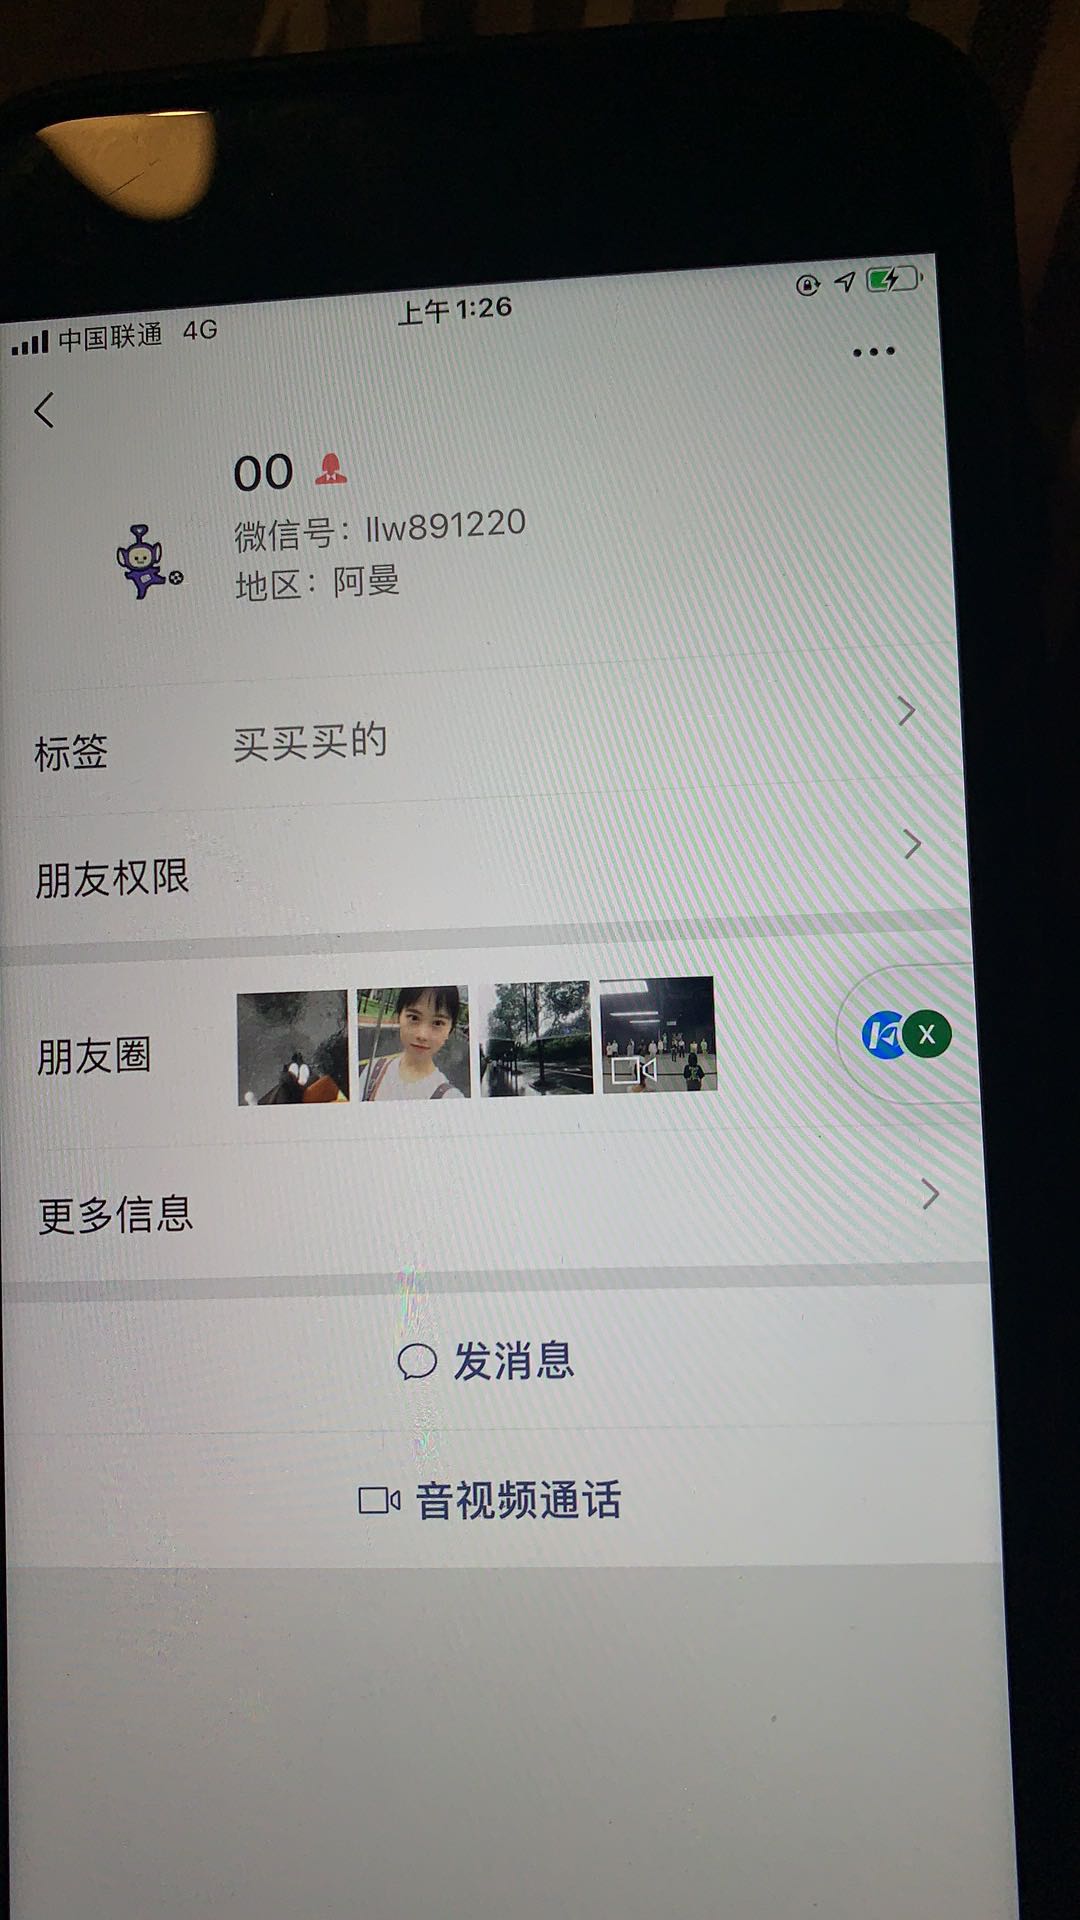 中国联通 4G
上午1:26
OO
微信号：llw891220
地区：阿曼
标签 买买买的
朋友权限
朋友圈
X
更多信息
发消息
音视频通话